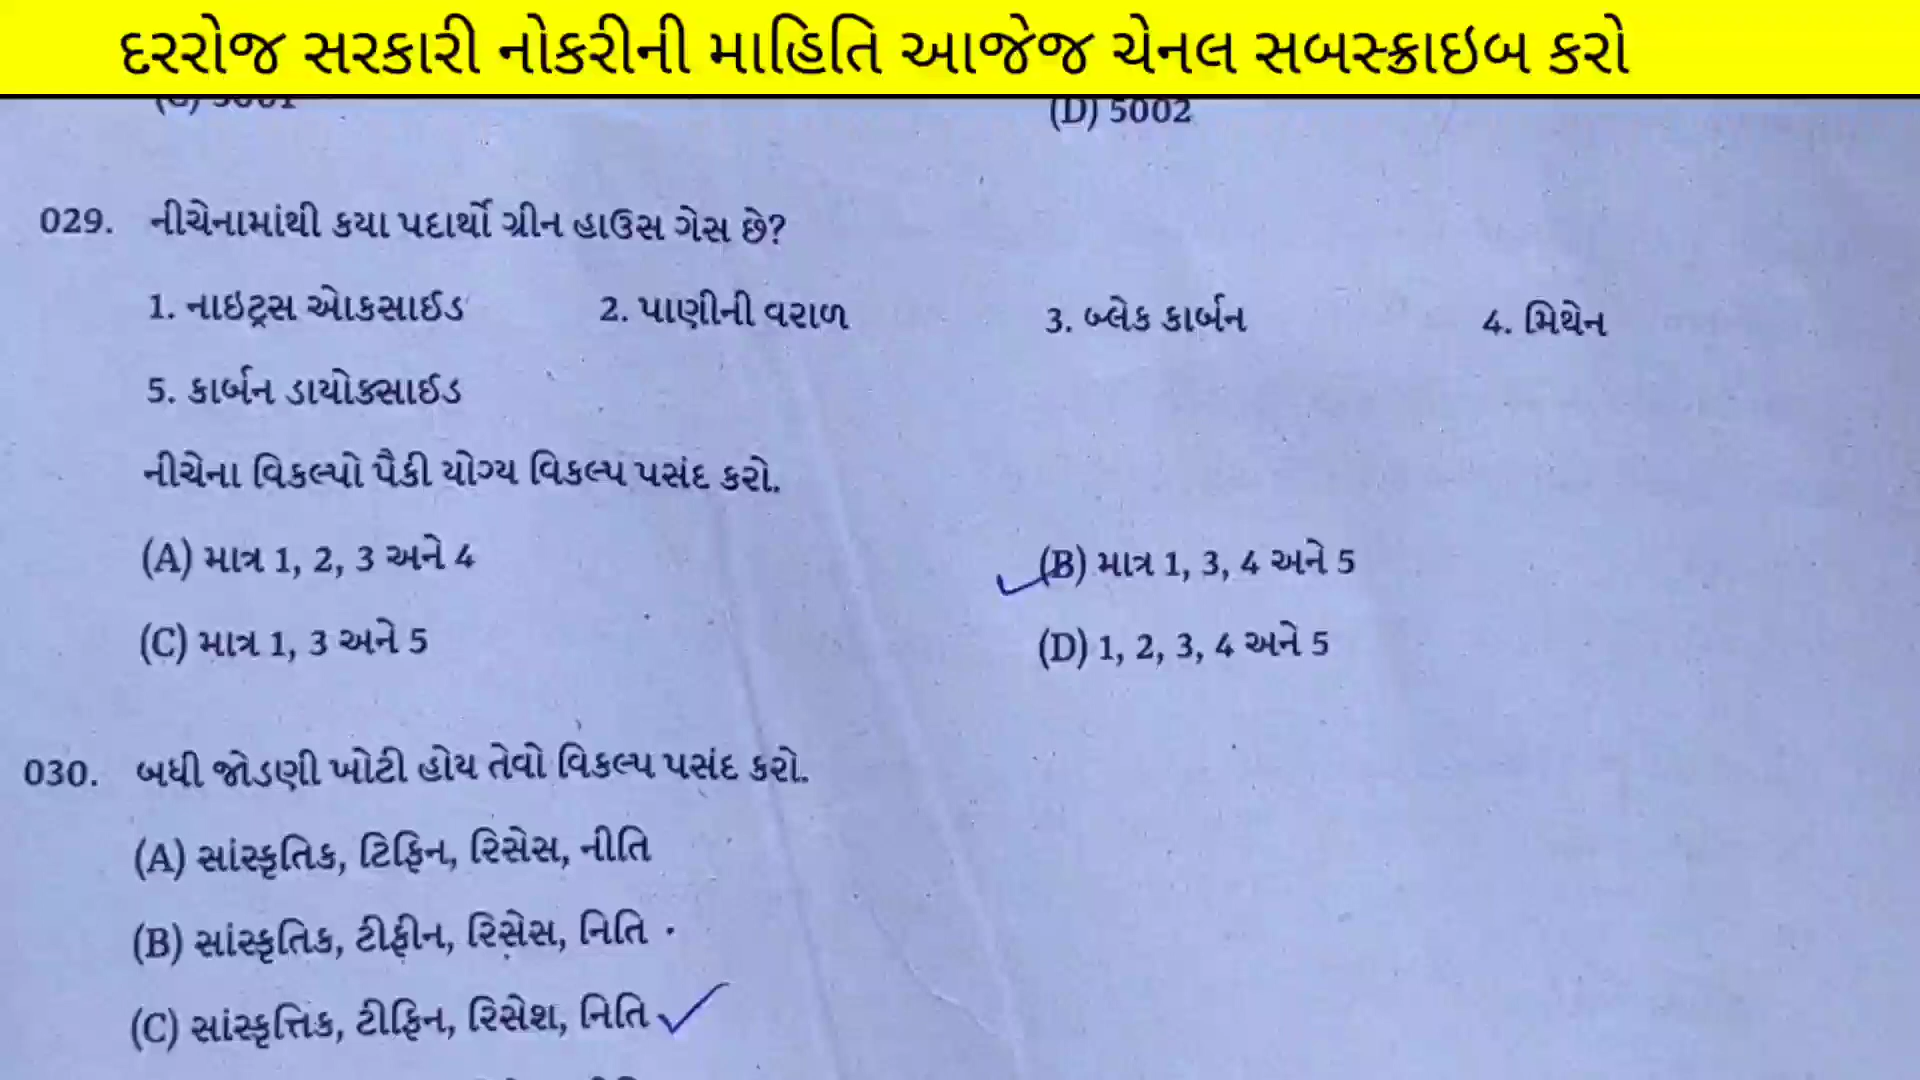 દરરોજ સરકારી નોકરીની માહિતિ આજેજ ચેનલ સબસ્ક્રાઇબ કરો
(D) 5002
029. નીચેનામાંથી કયા પદાર્થો ગ્રીન હાઉસ ગેસ છે?
1. નાઇટ્રસ ઓકસાઈડ 2. પાણીની વરાળ 3. બ્લેક કાર્બન 4. મિથેન
5. કાર્બન ડાયોક્સાઈડ
નીચેના વિકલ્પો પૈકી યોગ્ય વિકલ્પ પસંદ કરો.
(A) માત્ર 1, 2, 3 અને 4 (B) માત્ર 1, 3, 4 અને 5
(C) માત્ર 1, 3 અને 5 (D) 1, 2, 3, 4 અને 5
030. બધી જોડણી ખોટી હોય તેવો વિકલ્પ પસંદ કરો.
(A) સાંસ્કૃતિક, ટિફિન, રિસેસ, નીતિ
(B) સાંસ્કૃતિક, ટીફીન, રિસેસ, નિતિ
(C) સાંસ્કૃત્તિક, ટીફિન, રિસેશ, નિતિ